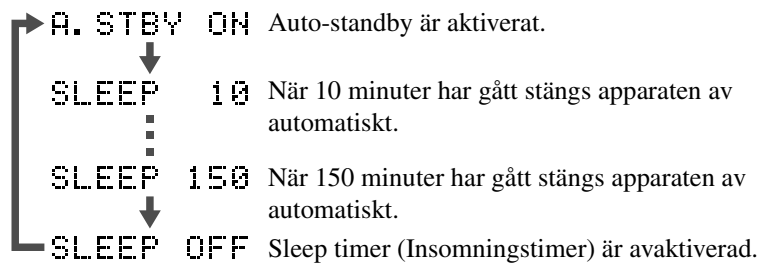 A. STBY ON Auto-standby är aktiverat.
SLEEP 10 När 10 minuter har gått stängs apparaten av
automatiskt.
SLEEP 150 När 150 minuter har gått stängs apparaten av
automatiskt.
SLEEP OFF Sleep timer (Insomningstimer) är avaktiverad.